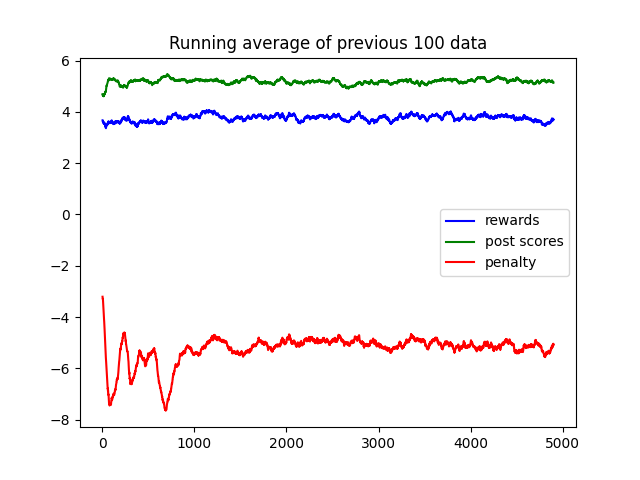 Running average of previous 100 data
6
4
2
0
−2
−4
−6
−8
rewards
post scores
penalty
0 1000 2000 3000 4000 5000